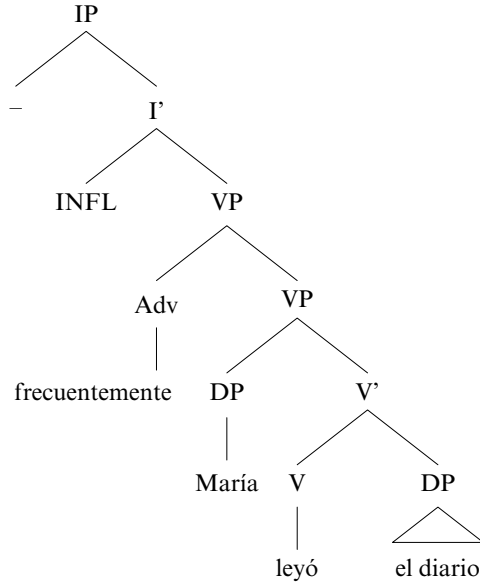 IP
– I’
INFL VP
Adv VP
frecuentemente DP V’
María V DP
leyó el diario